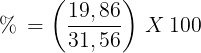 % = (19,86 / 31,56) X 100